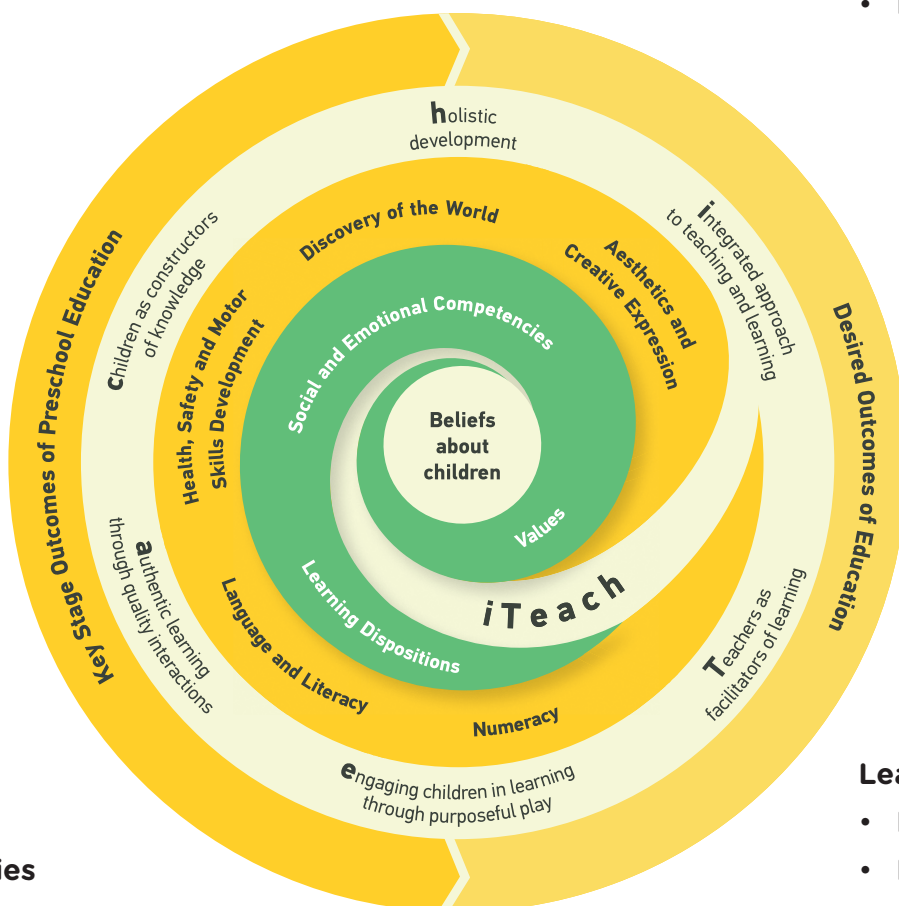 Key Stage Outcomes of Preschool Education
Desired Outcomes of Education
holistic
development
integrated approach
to teaching and learning
Teachers as
facilitators of learning
engaging children in learning
through purposeful play
authentic learning
through quality interactions
Children as constructors
of knowledge
Discovery of the World
Aesthetics and
Creative Expression
Numeracy
Language and Literacy
Health, Safety and Motor
Skills Development
Social and Emotional Competencies
Values
Learning Dispositions
iTeach
Beliefs
about
children